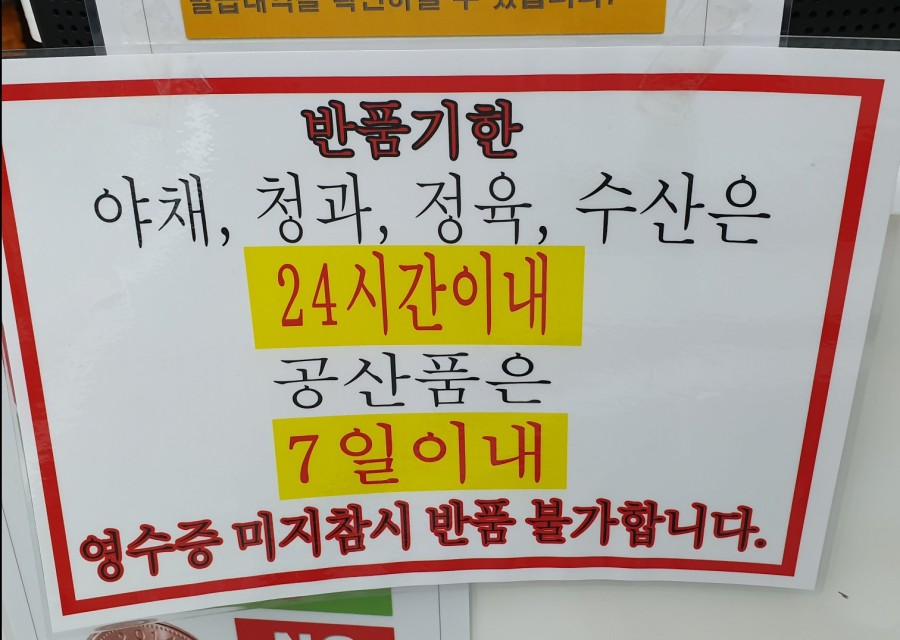 반품기한
야채, 청과, 정육, 수산은
24시간이내
공산품은
7일이내
영수증 미지참시 반품 불가합니다.
NO